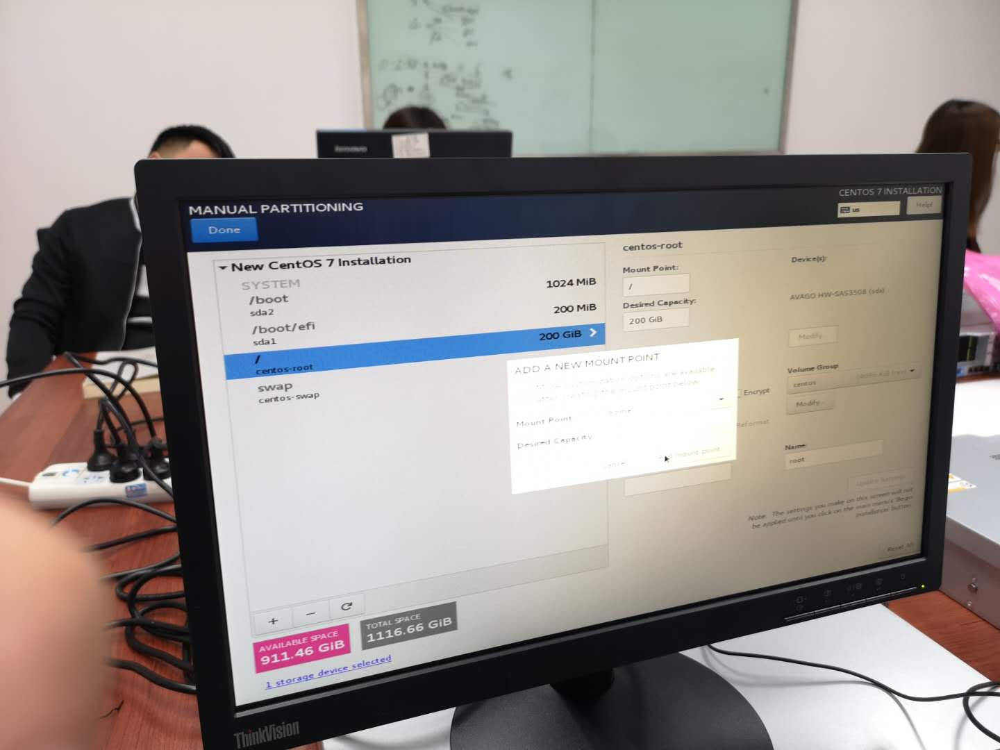 lenovo
MANUAL PARTITIONING
CENTOS 7 INSTALLATION
Done
us
Help!
New CentOS 7 Installation
SYSTEM
/boot
1024 MiB
sda2
/boot/efi
200 MiB
sda1
/
200 GiB
centos-root
swap
centos-swap
centos-root
Mount Point:
/
Desired Capacity:
200 GiB
Device(s):
AVAGO HW-SAS3508 (sda)
Modify...
Volume Group
centos (4096 KiB free)
Modify...
Encrypt
Reformat
Name:
root
Update Settings
Note: The settings you make on this screen will not
be applied until you click on the main menu's 'Begin
Installation' button.
Reset All
ADD A NEW MOUNT POINT
More customization options are available
after creating the mount point below.
Mount Point:
home
Desired Capacity:
Cancel
Add mount point
+
−
AVAILABLE SPACE
911.46 GiB
TOTAL SPACE
1116.66 GiB
1 storage device selected
ThinkVision